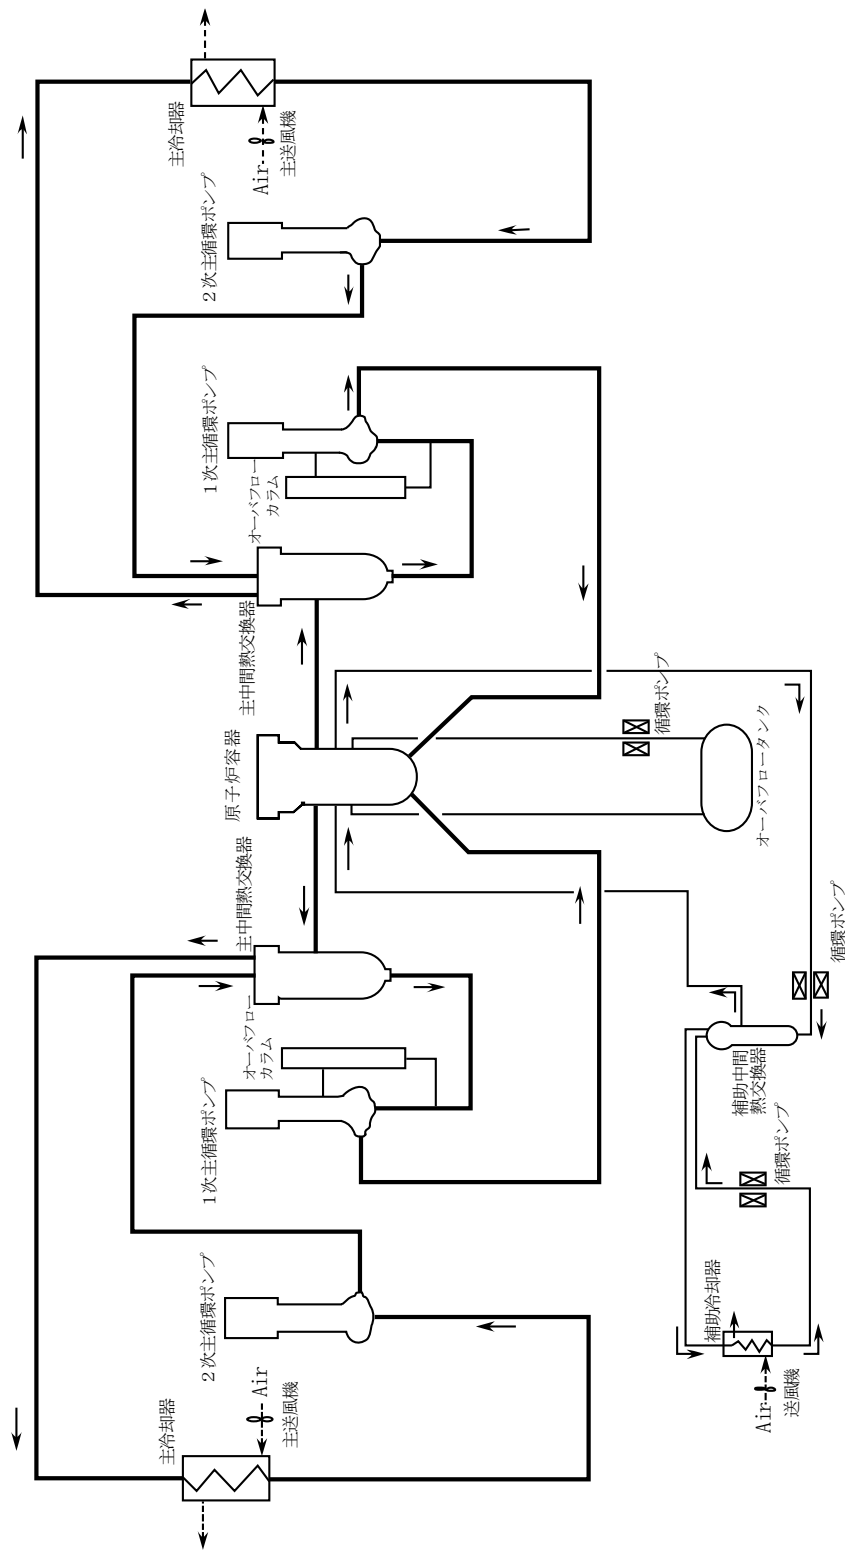 主冷却器
Air
主送風機
2次主循環ポンプ
1次主循環ポンプ
オーバフロー
カラム
主中間熱交換器
原子炉容器
主中間熱交換器
オーバフロー
カラム
1次主循環ポンプ
2次主循環ポンプ
主冷却器
Air
主送風機
循環ポンプ
オーバフロータンク
循環ポンプ
補助中間
熱交換器
循環ポンプ
補助冷却器
Air
送風機